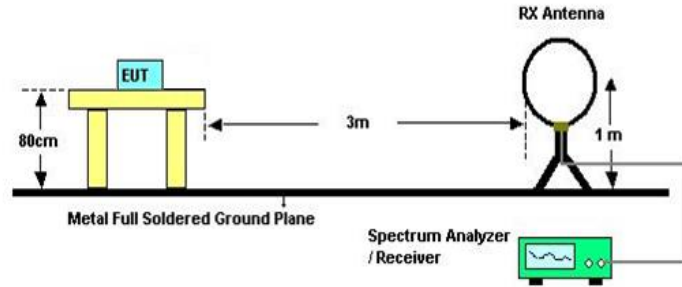 RX Antenna
EUT
80cm
3m
1 m
Metal Full Soldered Ground Plane
Spectrum Analyzer
/ Receiver